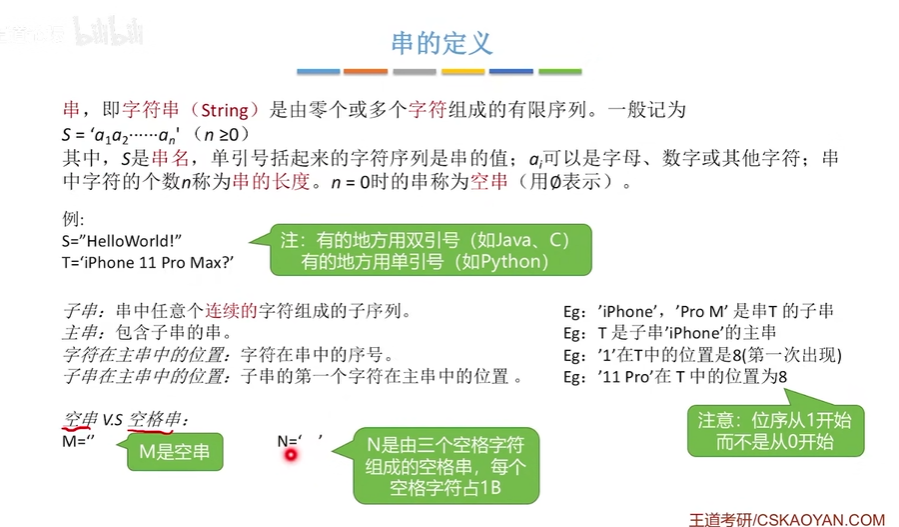 bilibili
串的定义
串，即字符串（String）是由零个或多个字符组成的有限序列。一般记为
S = ‘a1a2······an' （n ≥0）
其中，S是串名，单引号括起来的字符序列是串的值；ai可以是字母、数字或其他字符；串
中字符的个数n称为串的长度。n = 0时的串称为空串（用∅表示）。
例:
S=”HelloWorld!”
T=‘iPhone 11 Pro Max?’
注：有的地方用双引号（如Java、C）
有的地方用单引号（如Python）
子串：串中任意个连续的字符组成的子序列。
Eg：’iPhone’，’Pro M’ 是串T 的子串
主串：包含子串的串。
Eg：T 是子串’iPhone’的主串
字符在主串中的位置：字符在串中的序号。
Eg：’1’在T中的位置是8(第一次出现)
子串在主串中的位置：子串的第一个字符在主串中的位置 。
Eg：’11 Pro’在 T 中的位置为8
注意：位序从1开始
而不是从0开始
空串 V.S 空格串：
M=‘’
M是空串
N=‘   ’
N是由三个空格字符
组成的空格串，每个
空格字符占1B
王道考研/CSKAOYAN.COM